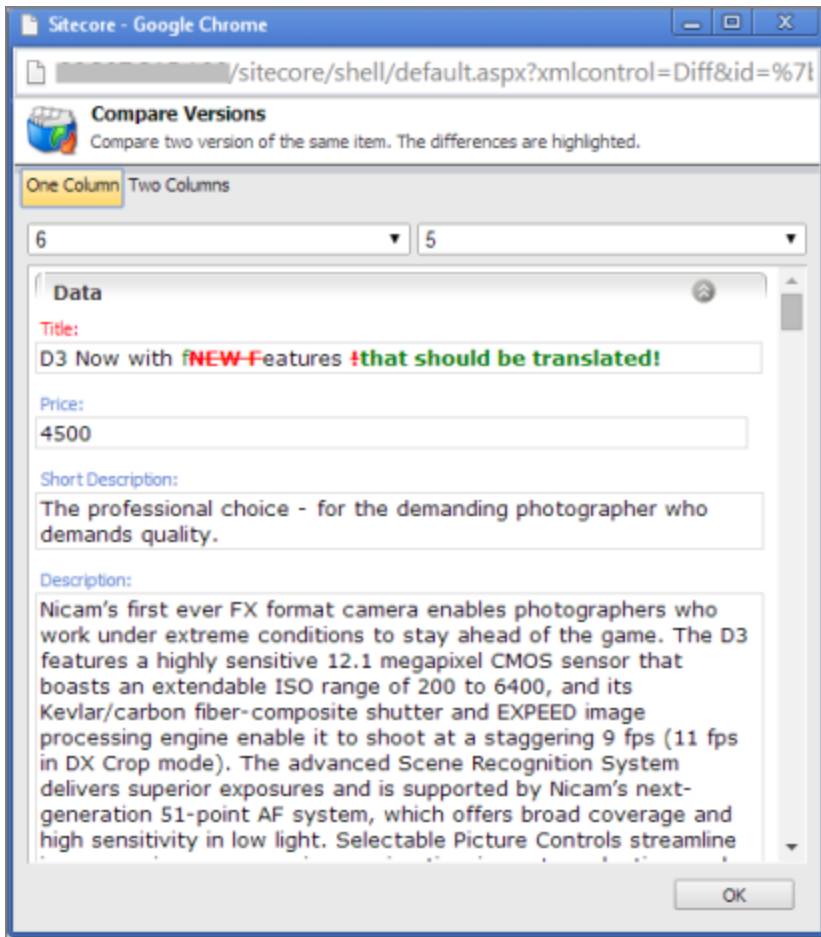 Sitecore - Google Chrome
/sitecore/shell/default.aspx?xmlcontrol=Diff&id=%7b
Compare Versions
Compare two version of the same item. The differences are highlighted.
One Column Two Columns
6 5
Data
Title:
D3 Now with fNEW Features !that should be translated!
Price:
4500
Short Description:
The professional choice - for the demanding photographer who
demands quality.
Description:
Nicam's first ever FX format camera enables photographers who
work under extreme conditions to stay ahead of the game. The D3
features a highly sensitive 12.1 megapixel CMOS sensor that
boasts an extendable ISO range of 200 to 6400, and its
Kevlar/carbon fiber-composite shutter and EXPEED image
processing engine enable it to shoot at a staggering 9 fps (11 fps
in DX Crop mode). The advanced Scene Recognition System
delivers superior exposures and is supported by Nicam's next-
generation 51-point AF system, which offers broad coverage and
high sensitivity in low light. Selectable Picture Controls streamline
OK